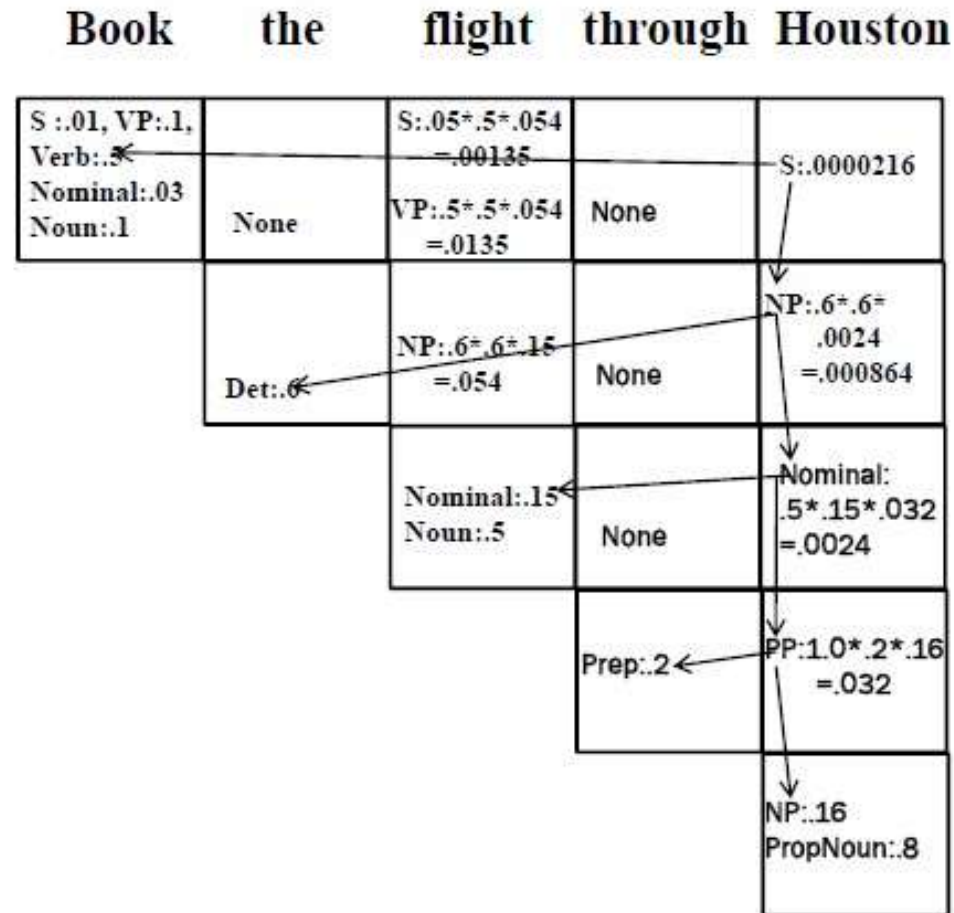 Book the flight through Houston
S :.01, VP:.1,
Verb:.5
Nominal:.03
Noun:.1
None
S:.05*.5*.054
=.00135
VP:.5*.5*.054
=.0135
None
S:.0000216
Det:.6
NP:.6*.6*.15
=.054
None
NP:.6*.6*
.0024
=.000864
Nominal:.15
Noun:.5
None
Nominal:
.5*.15*.032
=.0024
Prep:.2
PP:1.0*.2*.16
=.032
NP:.16
PropNoun:.8